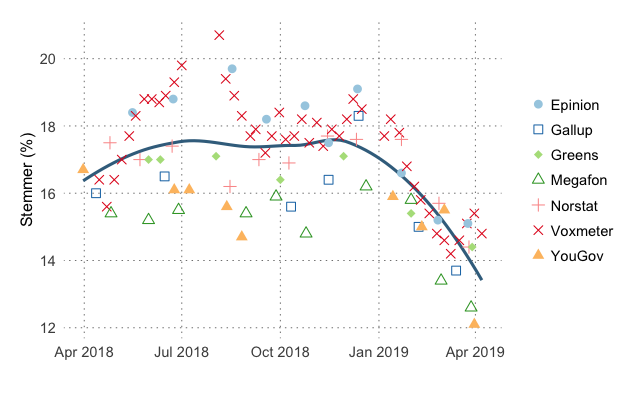 Stemmer (%)
20
18
16
14
12
Apr 2018
Jul 2018
Oct 2018
Jan 2019
Apr 2019
Epinion
Gallup
Greens
Megafon
Norstat
Voxmeter
YouGov